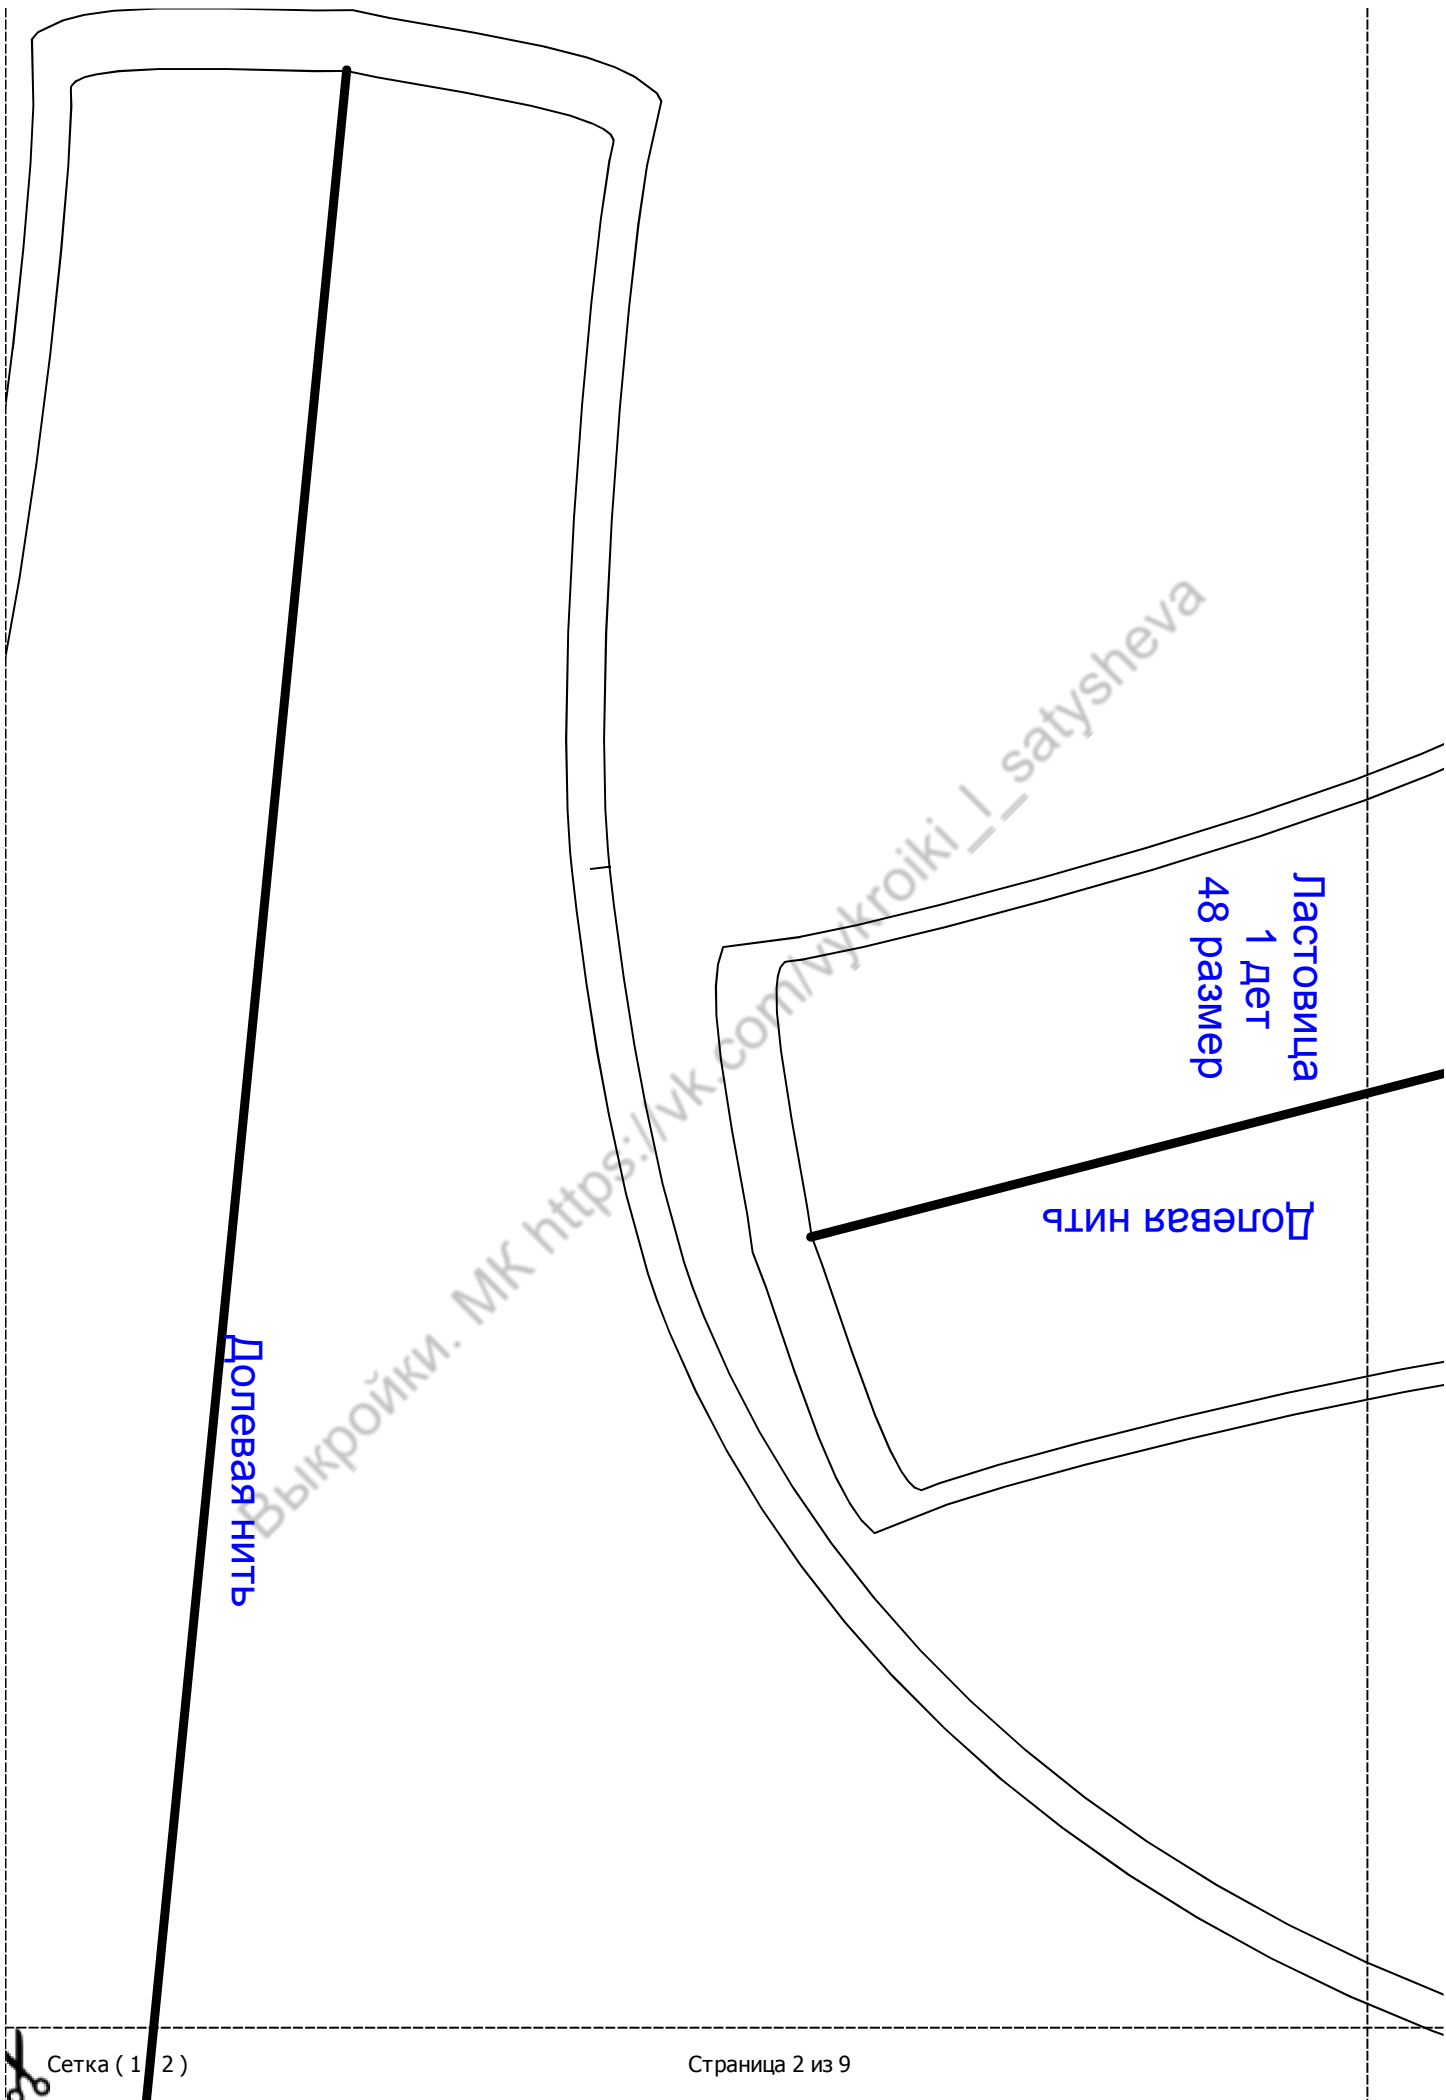 Ластовица
1 дет
48 размер
Долевая нить
Долевая нить
Выкройки. МК https://vk.com/vykroiki_I_satysheva
Сетка ( 1 2 )
Страница 2 из 9